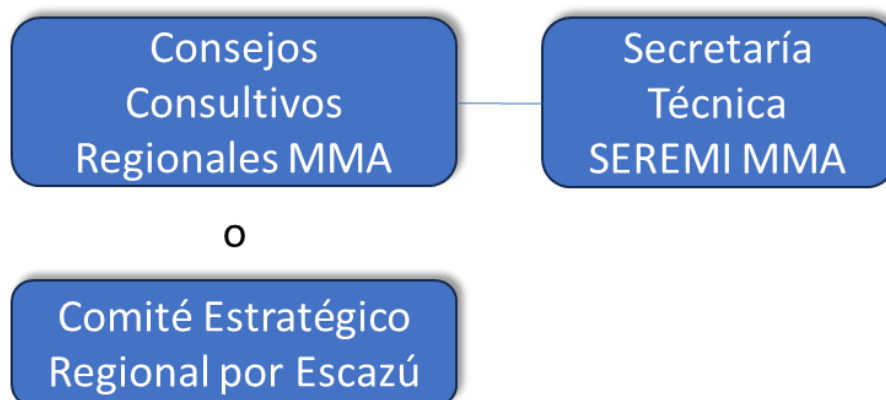 Consejos
Consultivos
Regionales MMA
Secretaría
Técnica
SEREMI MMA
o
Comité Estratégico
Regional por Escazú